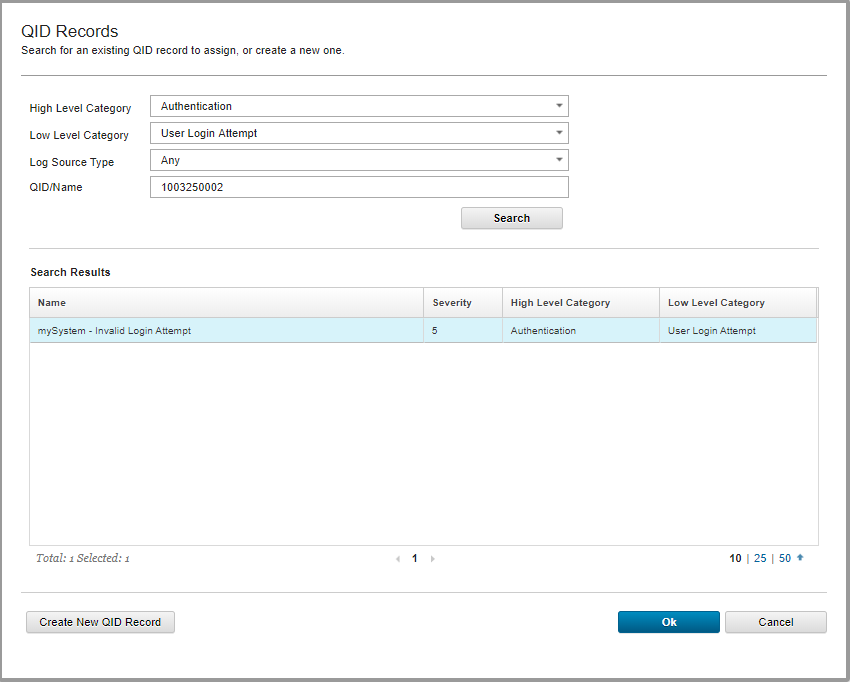 QID Records
Search for an existing QID record to assign, or create a new one.
High Level Category Authentication
Low Level Category User Login Attempt
Log Source Type Any
QID/Name 1003250002
Search
Search Results
Name Severity High Level Category Low Level Category
mySystem - Invalid Login Attempt 5 Authentication User Login Attempt
Total: 1 Selected: 1 1 10 | 25 | 50
Create New QID Record Ok Cancel